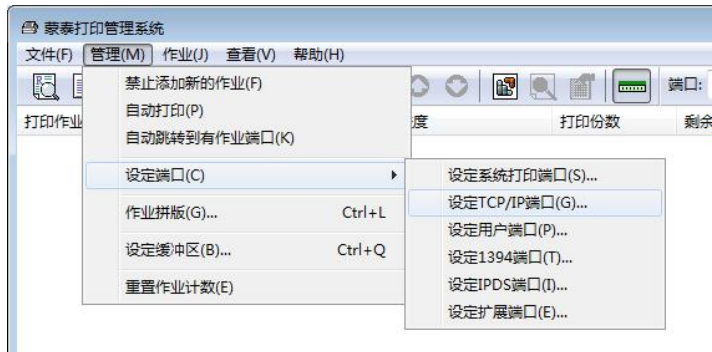 蒙泰打印管理系统
文件(F) 管理(M) 作业(J) 查看(V) 帮助(H)
端口:
打印作业 度 打印份数 剩余
禁止添加新的作业(F)
自动打印(P)
自动跳转到有作业端口(K)
设定端口(C)
作业拼版(G)... Ctrl+L
设定缓冲区(B)... Ctrl+Q
重置作业计数(E)
设定系统打印端口(S)...
设定TCP/IP端口(G)...
设定用户端口(P)...
设定1394端口(T)...
设定IPDS端口(I)...
设定扩展端口(E)...